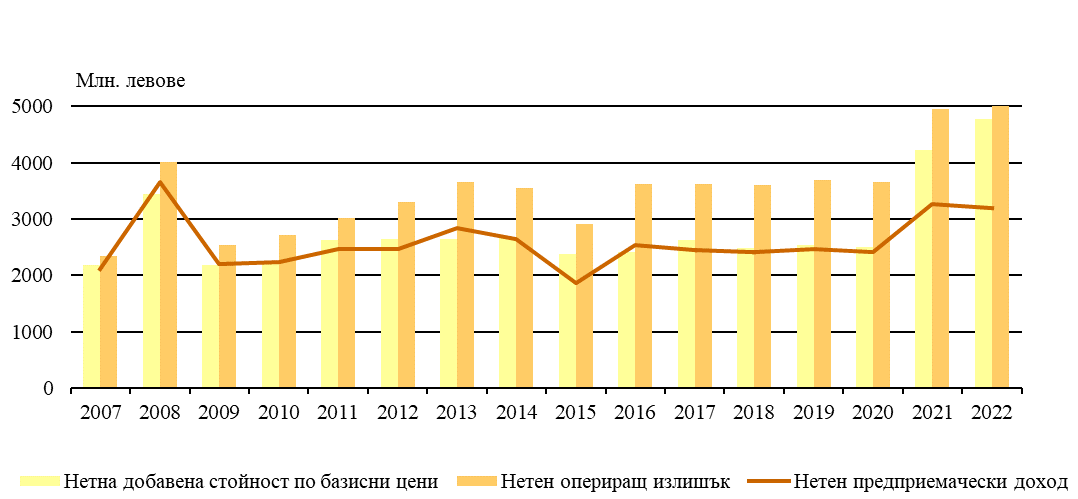 Млн. левове
5000
4000
3000
2000
1000
0
2007 2008 2009 2010 2011 2012 2013 2014 2015 2016 2017 2018 2019 2020 2021 2022
Нетна добавена стойност по базисни цени Нетен опериращ излишък Нетен предприемачески доход